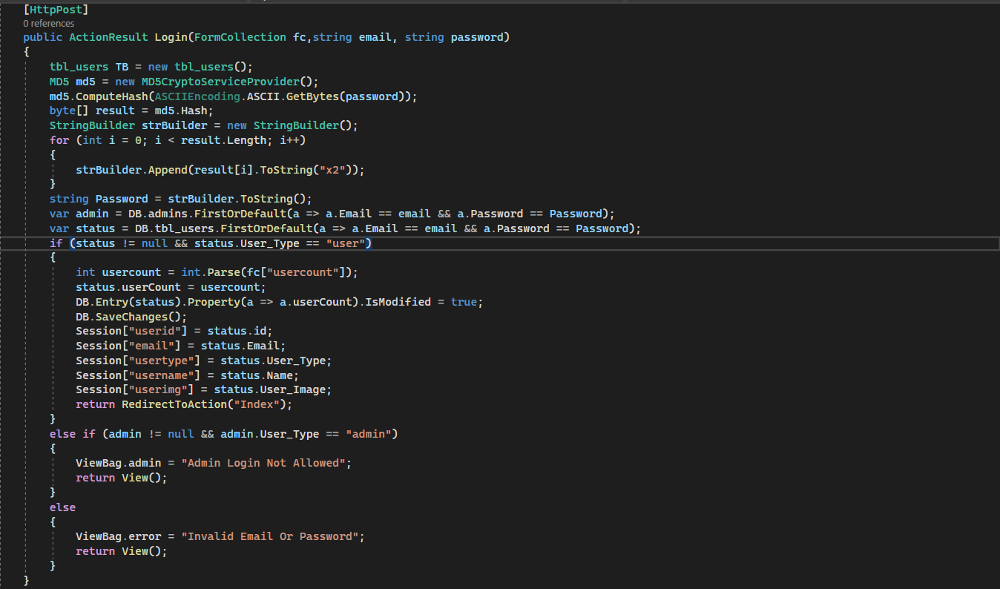 [HttpPost]
0 references
public ActionResult Login(FormCollection fc,string email, string password)
{
tbl_users TB = new tbl_users();
MD5 md5 = new MD5CryptoServiceProvider();
md5.ComputeHash(ASCIIEncoding.ASCII.GetBytes(password));
byte[] result = md5.Hash;
StringBuilder strBuilder = new StringBuilder();
for (int i = 0; i < result.Length; i++)
{
strBuilder.Append(result[i].ToString("x2"));
}
string Password = strBuilder.ToString();
var admin = DB.admins.FirstOrDefault(a => a.Email == email && a.Password == Password);
var status = DB.tbl_users.FirstOrDefault(a => a.Email == email && a.Password == Password);
if (status != null && status.User_Type == "user")
{
int usercount = int.Parse(fc["usercount"]);
status.userCount = usercount;
DB.Entry(status).Property(a => a.userCount).IsModified = true;
DB.SaveChanges();
Session["userid"] = status.id;
Session["email"] = status.Email;
Session["usertype"] = status.User_Type;
Session["username"] = status.Name;
Session["userimg"] = status.User_Image;
return RedirectToAction("Index");
}
else if (admin != null && admin.User_Type == "admin")
{
ViewBag.admin = "Admin Login Not Allowed";
return View();
}
else
{
ViewBag.error = "Invalid Email Or Password";
return View();
}
}